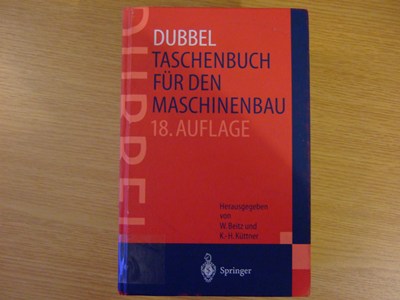 DUBBEL
DUBBEL
TASCHENBUCH
FÜR DEN
MASCHINENBAU
18. AUFLAGE
Herausgegeben
von
W. Beitz und
K.-H. Küttner
Springer